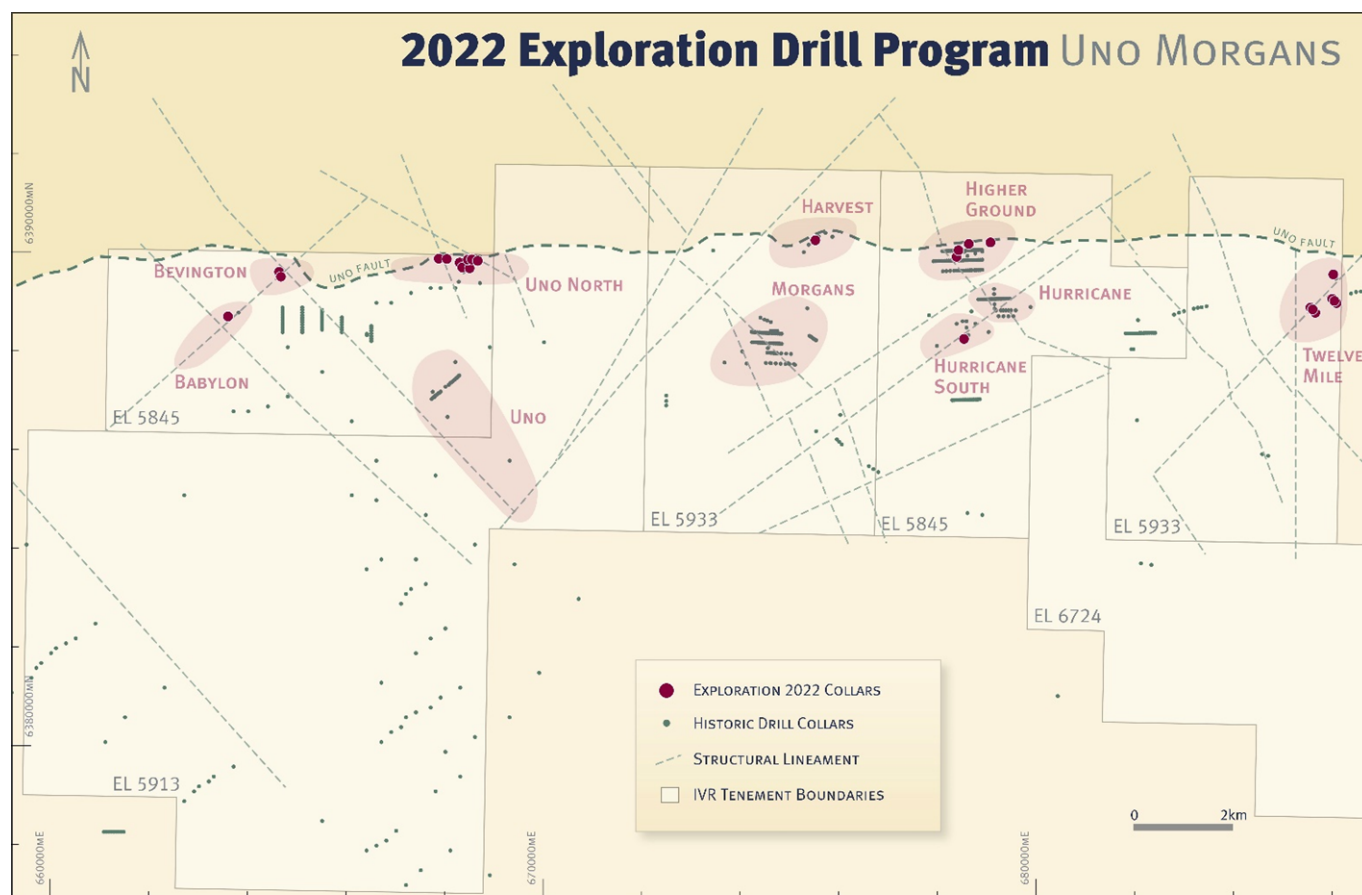 2022 Exploration Drill Program UNO MORGANS
N
6390000MN
HARVEST
HIGHER
GROUND
UNO FAULT
BEVINGTON
UNO FAULT
UNO NORTH
MORGANS
HURRICANE
BABYLON
HURRICANE
SOUTH
TWELVE
MILE
UNO
EL 5845
EL 5933
EL 5845
EL 5933
EL 6724
6380000MN
EL 5913
EXPLORATION 2022 COLLARS
HISTORIC DRILL COLLARS
STRUCTURAL LINEAMENT
IVR TENEMENT BOUNDARIES
0 2km
660000ME
670000ME
680000ME